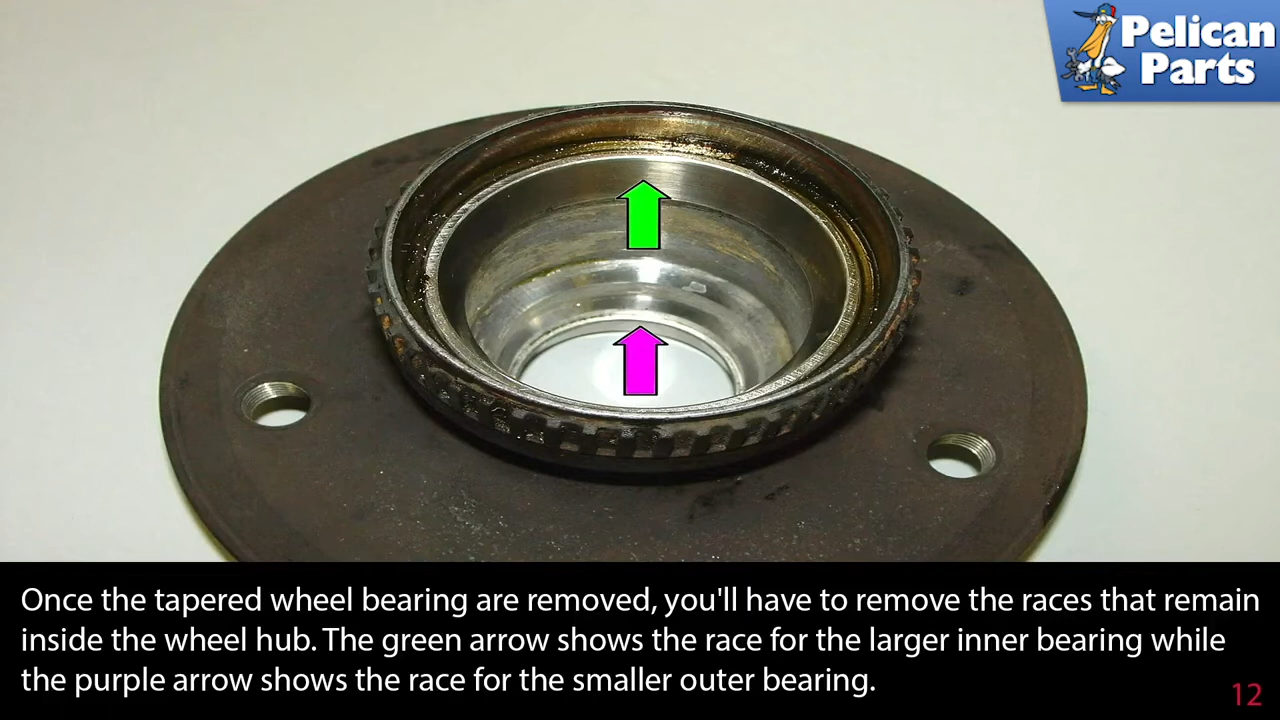 Pelican
Parts
Once the tapered wheel bearing are removed, you'll have to remove the races that remain
inside the wheel hub. The green arrow shows the race for the larger inner bearing while
the purple arrow shows the race for the smaller outer bearing.
12